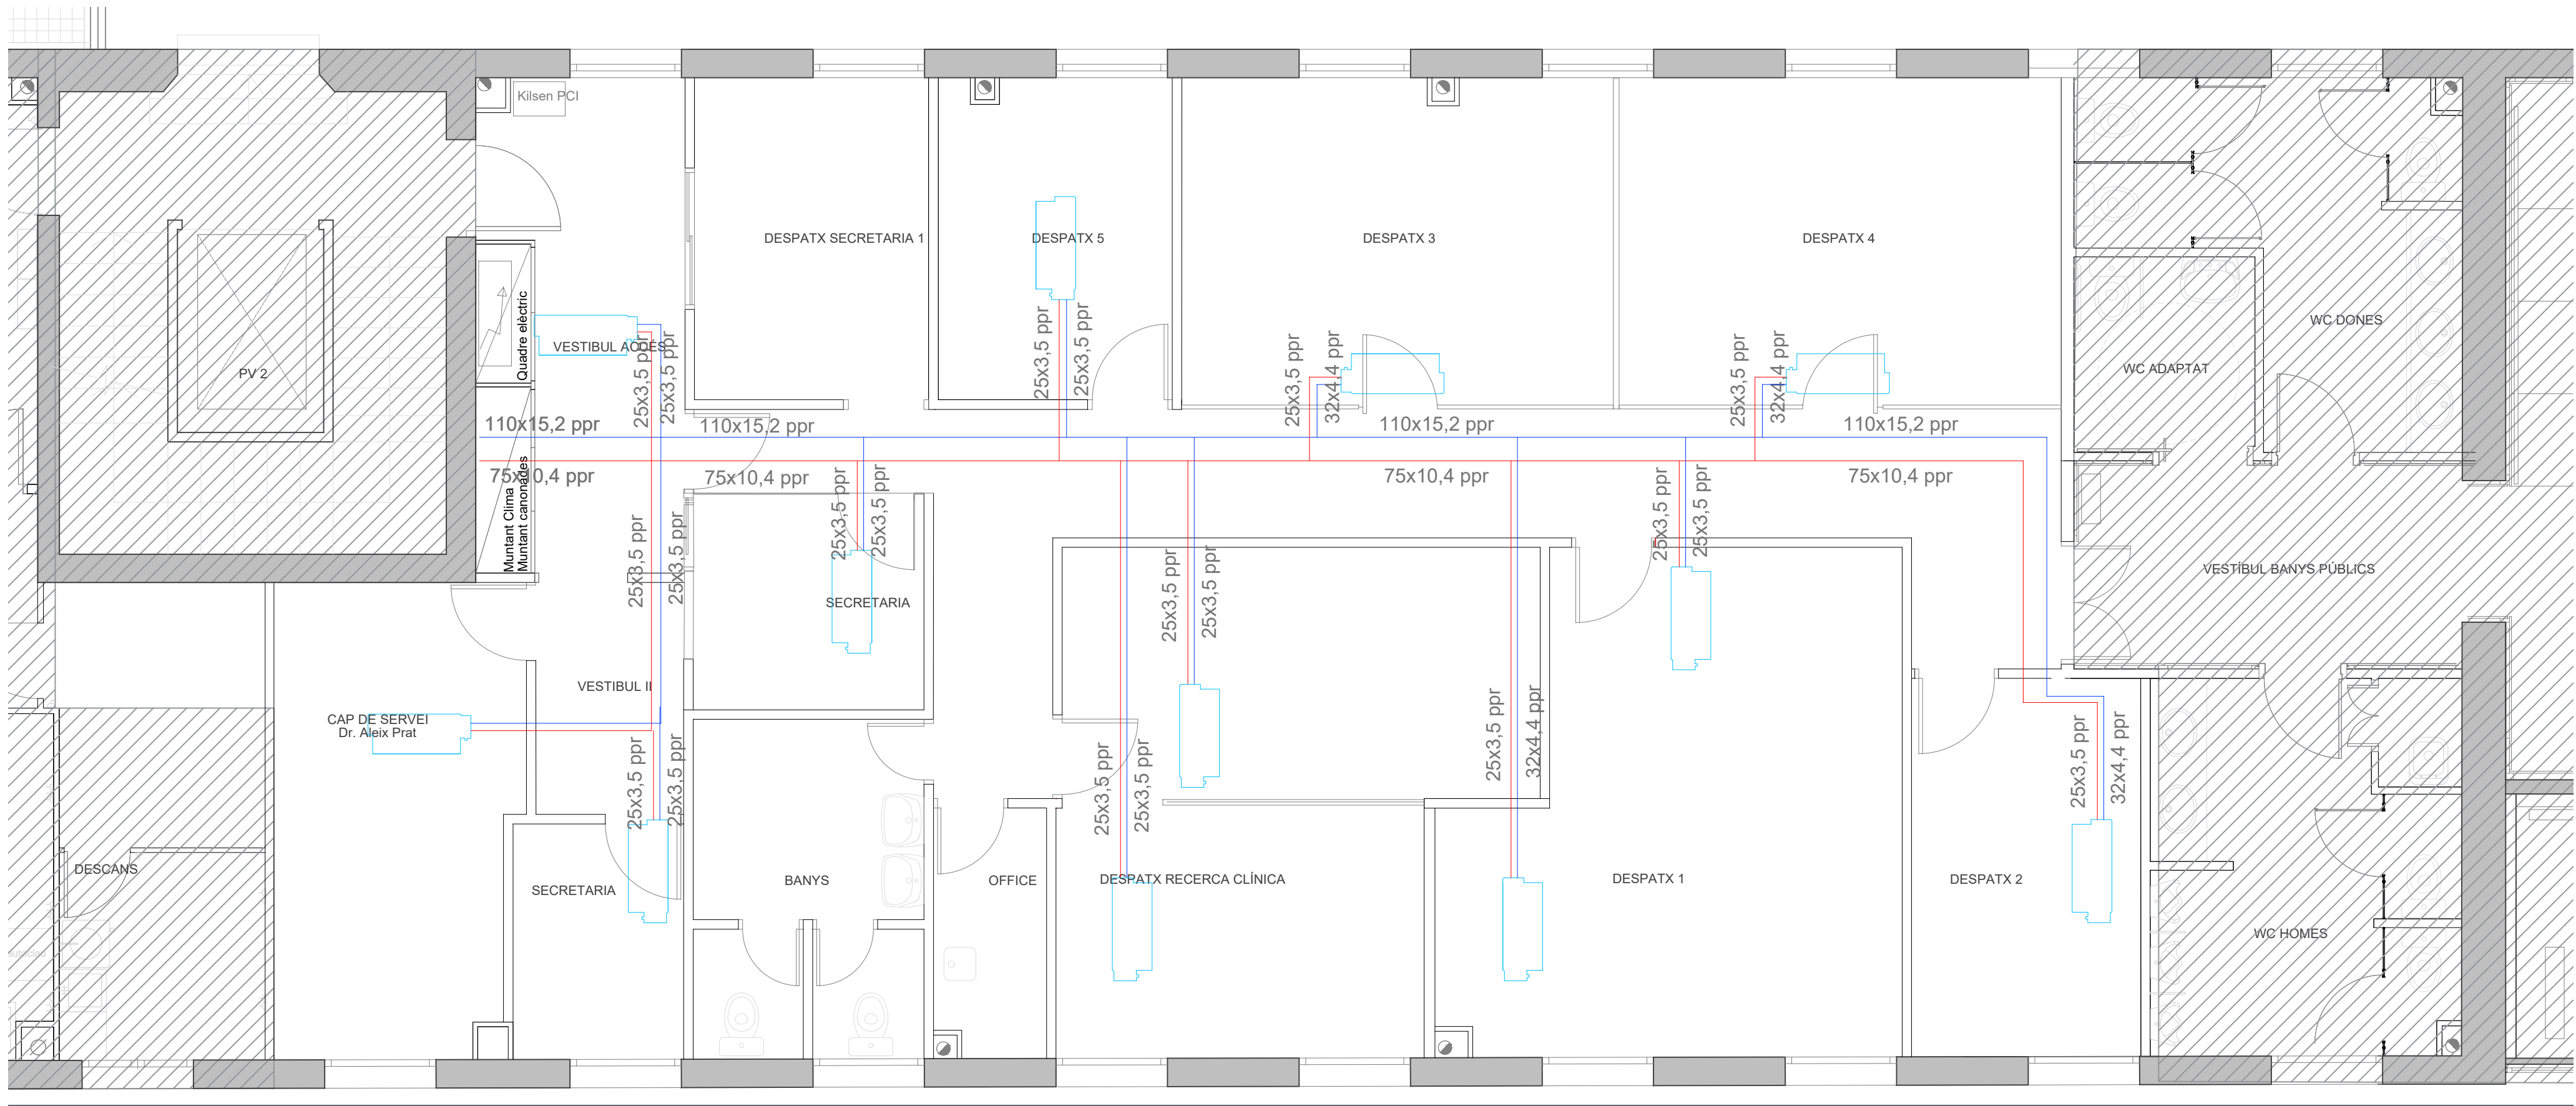 Kilsen PCI
DESPATX SECRETARIA 1
DESPATX 5
DESPATX 3
DESPATX 4
WC DONES
WC ADAPTAT
PV 2
Quadre elèctric
VESTIBUL ACCÉS
25x3,5 ppr
25x3,5 ppr
25x3,5 ppr
25x3,5 ppr
25x3,5 ppr
32x4,4 ppr
25x3,5 ppr
32x4,4 ppr
110x15,2 ppr
110x15,2 ppr
110x15,2 ppr
110x15,2 ppr
75x10,4 ppr
75x10,4 ppr
75x10,4 ppr
75x10,4 ppr
Muntant Clima
Muntant canonades
25x3,5 ppr
25x3,5 ppr
25x3,5 ppr
25x3,5 ppr
25x3,5 ppr
25x3,5 ppr
25x3,5 ppr
25x3,5 ppr
VESTÍBUL BANYS PÚBLICS
SECRETARIA
VESTIBUL II
CAP DE SERVEI
Dr. Aleix Prat
25x3,5 ppr
25x3,5 ppr
25x3,5 ppr
25x3,5 ppr
25x3,5 ppr
32x4,4 ppr
25x3,5 ppr
32x4,4 ppr
DESCANS
SECRETARIA
BANYS
OFFICE
DESPATX RECERCA CLÍNICA
DESPATX 1
DESPATX 2
WC HOMES